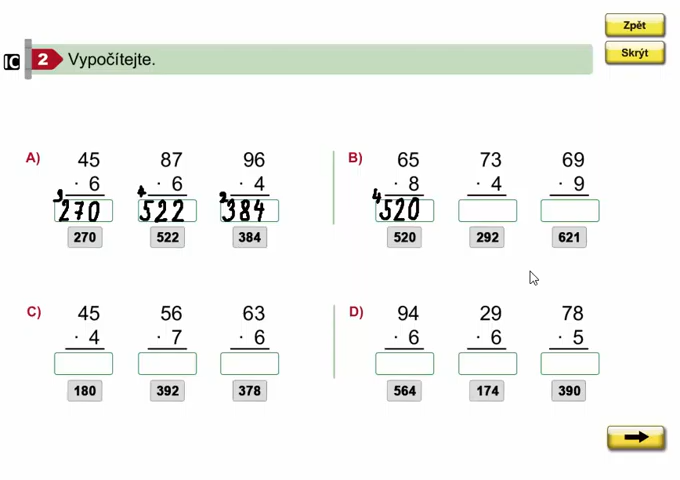 Zpět
Skrýt
IC
2 Vypočítejte.
A) 45 87 96 B) 65 73 69
· 6 · 6 · 4 · 8 · 4 · 9
3 4 2 4
270 522 384 520
270 522 384 520 292 621
C) 45 56 63 D) 94 29 78
· 4 · 7 · 6 · 6 · 6 · 5
180 392 378 564 174 390